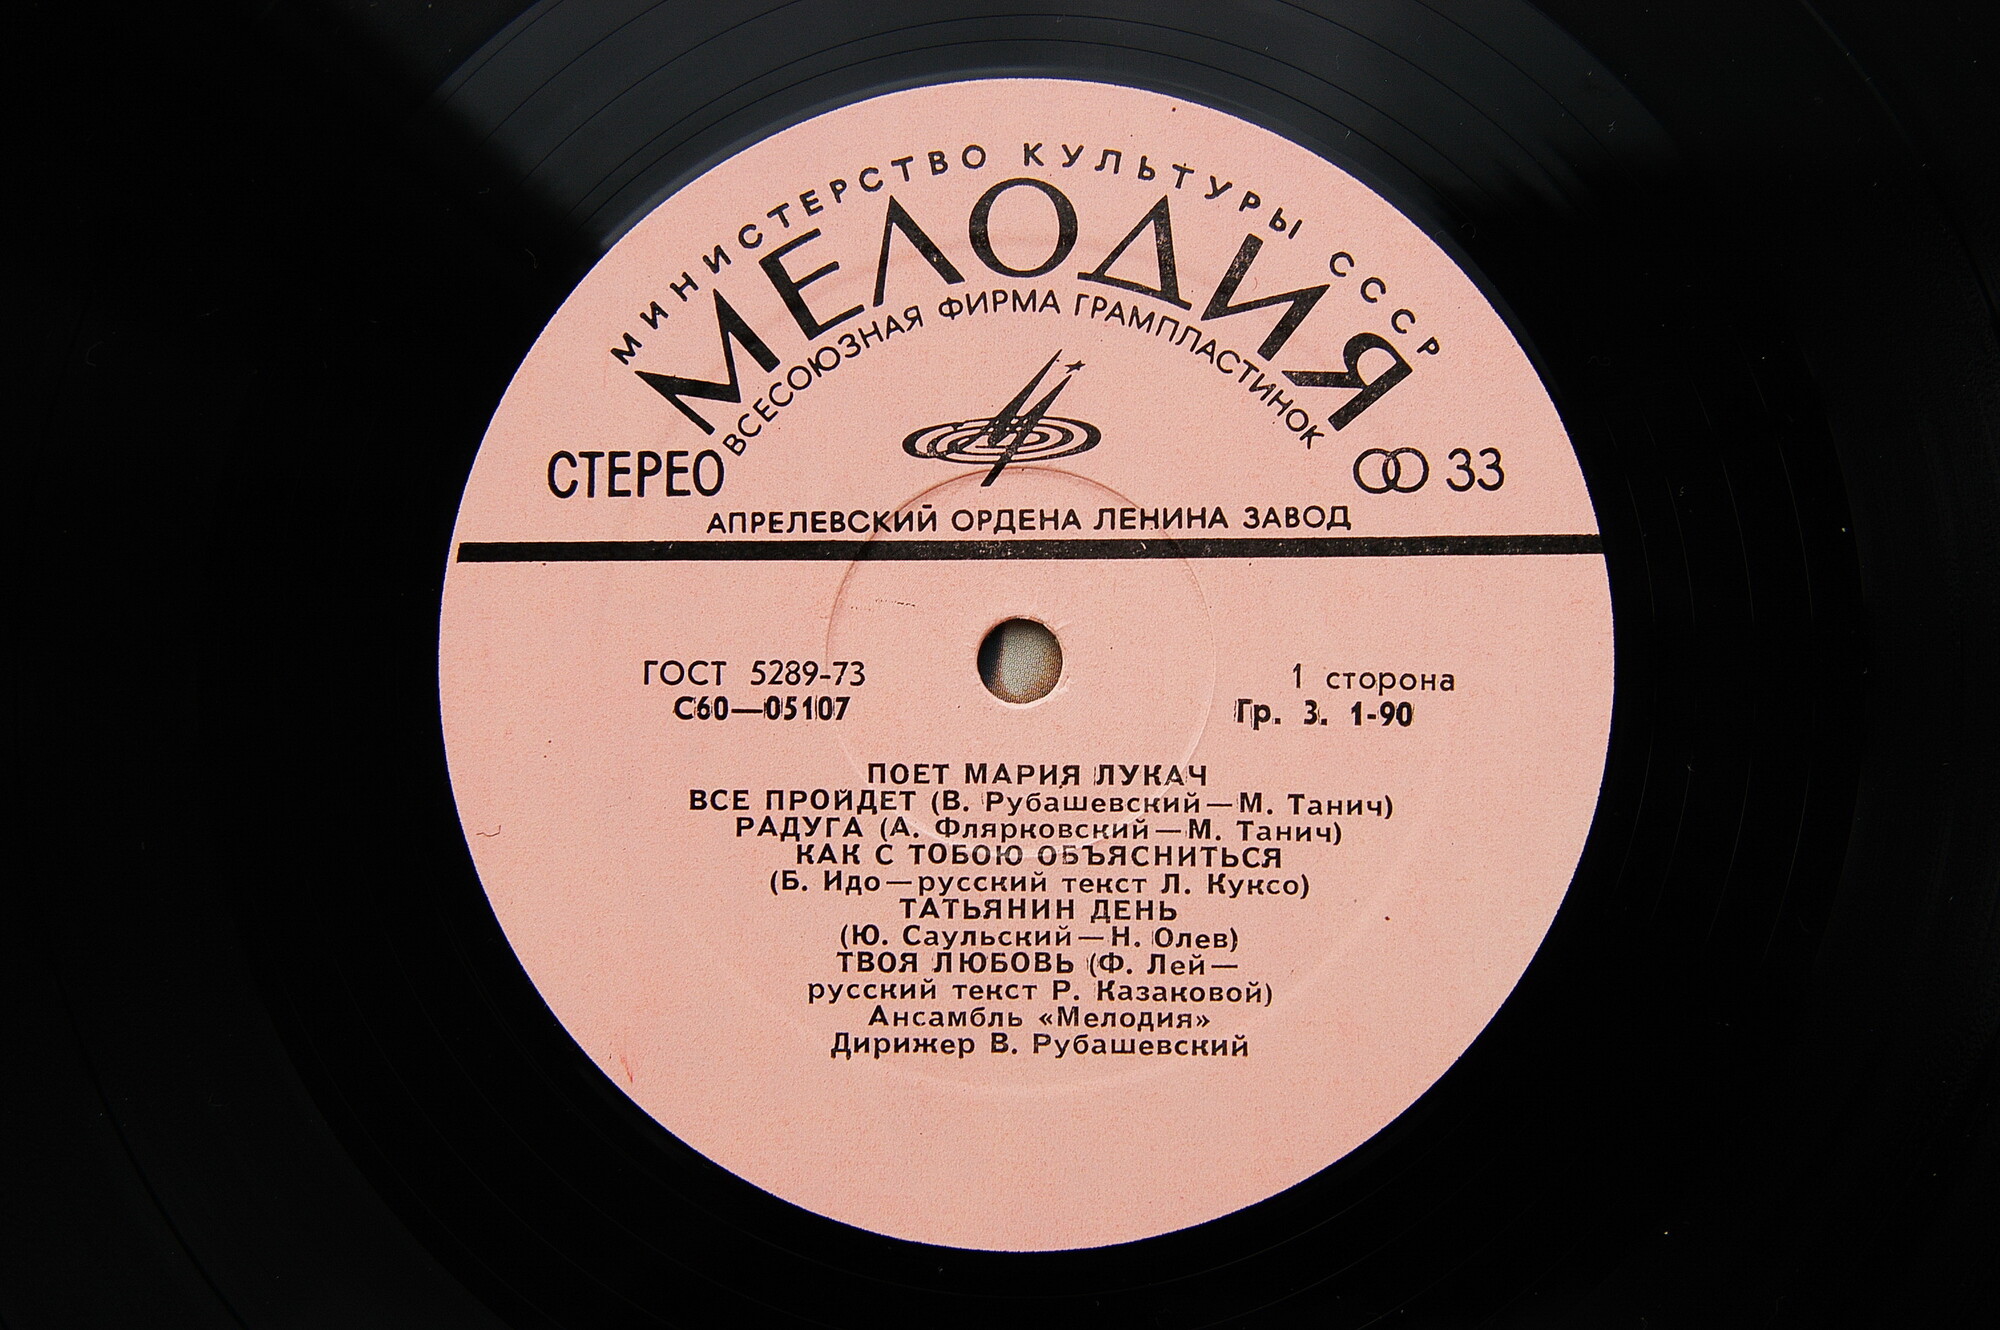 МИНИСТЕРСТВО КУЛЬТУРЫ СССР
МЕЛОДИЯ
ВСЕСОЮЗНАЯ ФИРМА ГРАМПЛАСТИНОК
СТЕРЕО
33
АПРЕЛЕВСКИЙ ОРДЕНА ЛЕНИНА ЗАВОД
ГОСТ 5289-73
С60—05107
1 сторона
Гр. 3. 1-90
ПОЕТ МАРИЯ ЛУКАЧ
ВСЕ ПРОЙДЕТ (В. Рубашевский—М. Танич)
РАДУГА (А. Флярковский—М. Танич)
КАК С ТОБОЮ ОБЪЯСНИТЬСЯ
(Б. Идо—русский текст Л. Куксо)
ТАТЬЯНИН ДЕНЬ
(Ю. Саульский—Н. Олев)
ТВОЯ ЛЮБОВЬ (Ф. Лей—
русский текст Р. Казаковой)
Ансамбль «Мелодия»
Дирижер В. Рубашевский